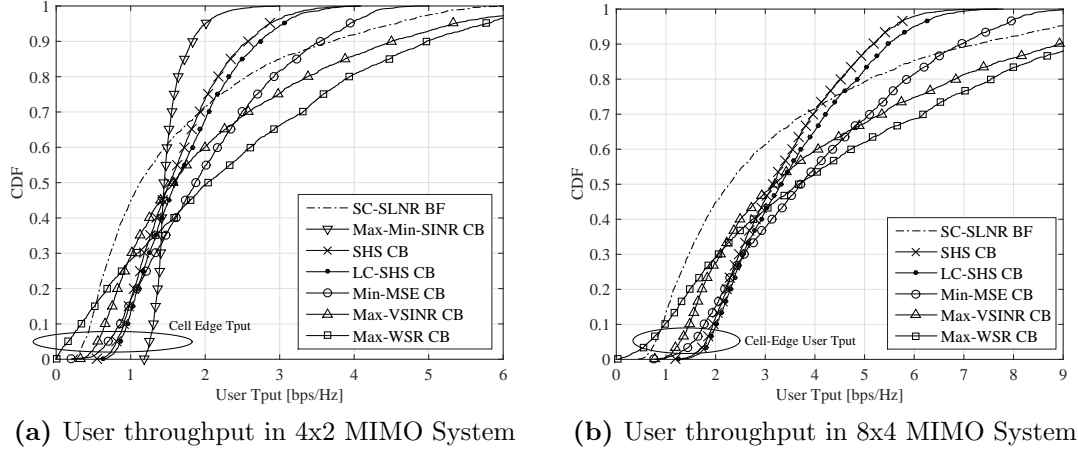 1
0.9
0.8
0.7
0.6
0.5
0.4
0.3
0.2
0.1
0
CDF
0 1 2 3 4 5 6
User Tput [bps/Hz]
Cell Edge Tput
SC-SLNR BF
Max-Min-SINR CB
SHS CB
LC-SHS CB
Min-MSE CB
Max-VSINR CB
Max-WSR CB
(a) User throughput in 4x2 MIMO System
1
0.9
0.8
0.7
0.6
0.5
0.4
0.3
0.2
0.1
0
CDF
0 1 2 3 4 5 6 7 8 9
User Tput [bps/Hz]
Cell-Edge User Tput
SC-SLNR BF
SHS CB
LC-SHS CB
Min-MSE CB
Max-VSINR CB
Max-WSR CB
(b) User throughput in 8x4 MIMO System